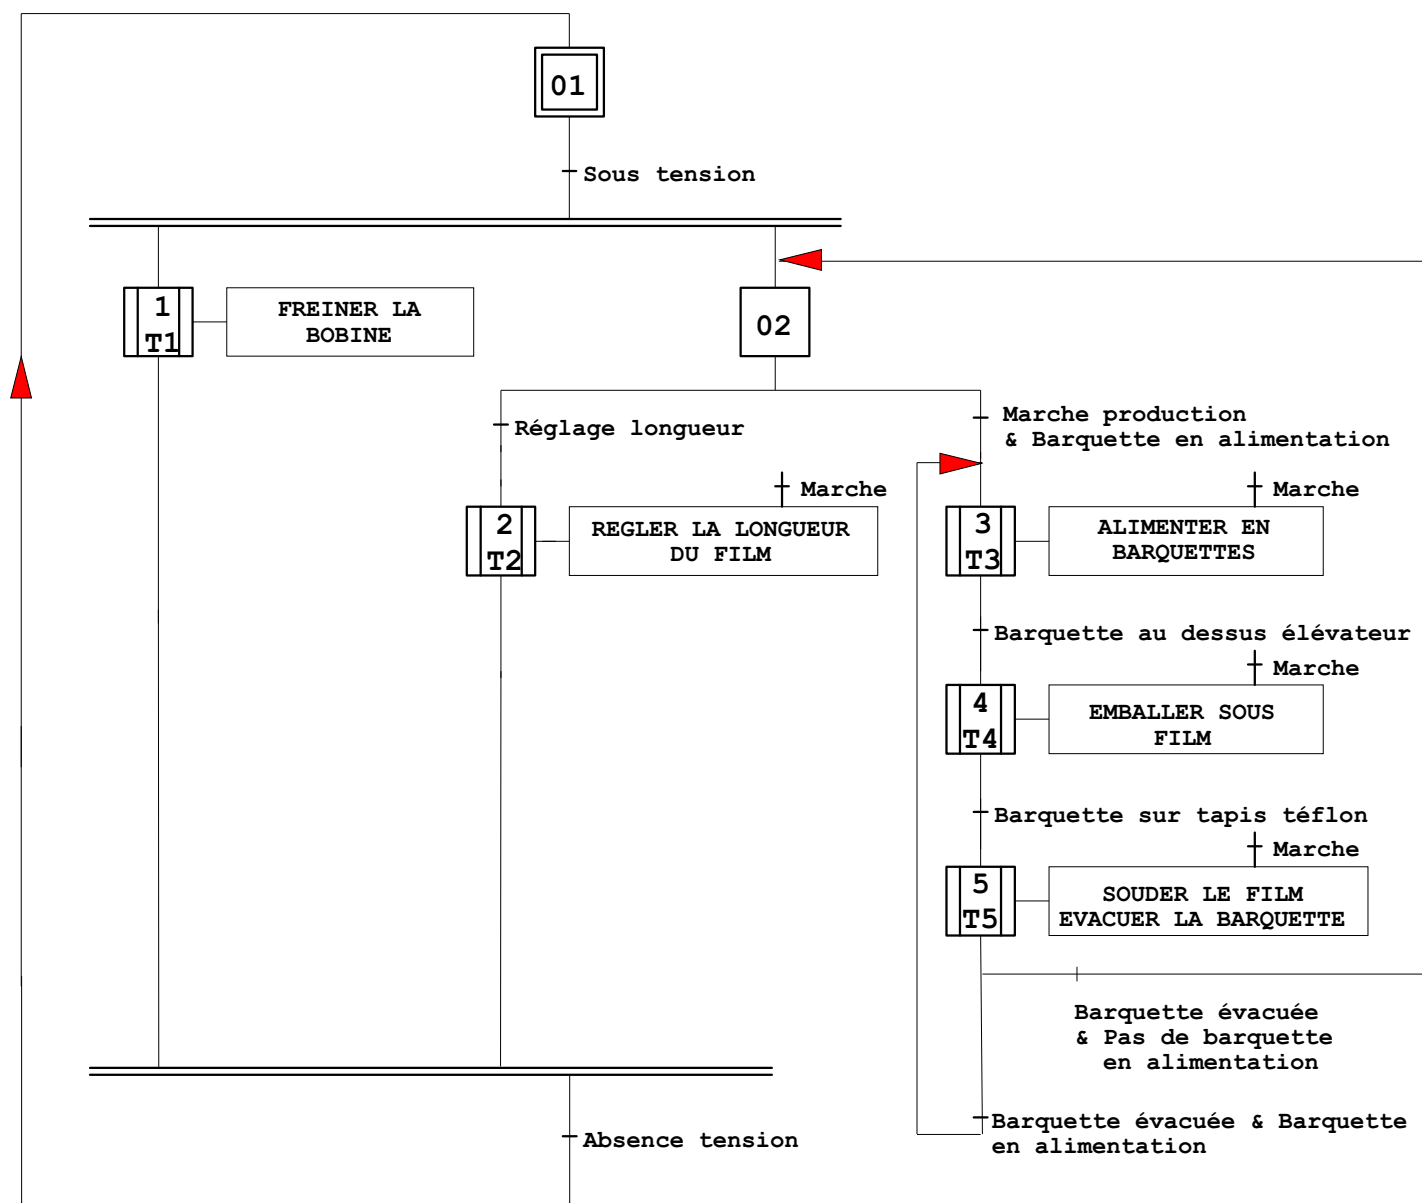 01
Sous tension
1
T1
FREINER LA
BOBINE
02
Réglage longueur
Marche production
& Barquette en alimentation
Marche
2
T2
REGLER LA LONGUEUR
DU FILM
Marche
3
T3
ALIMENTER EN
BARQUETTES
Barquette au dessus élévateur
Marche
4
T4
EMBALLER SOUS
FILM
Barquette sur tapis téflon
Marche
5
T5
SOUDER LE FILM
EVACUER LA BARQUETTE
Barquette évacuée
& Pas de barquette
en alimentation
Barquette évacuée & Barquette
en alimentation
Absence tension